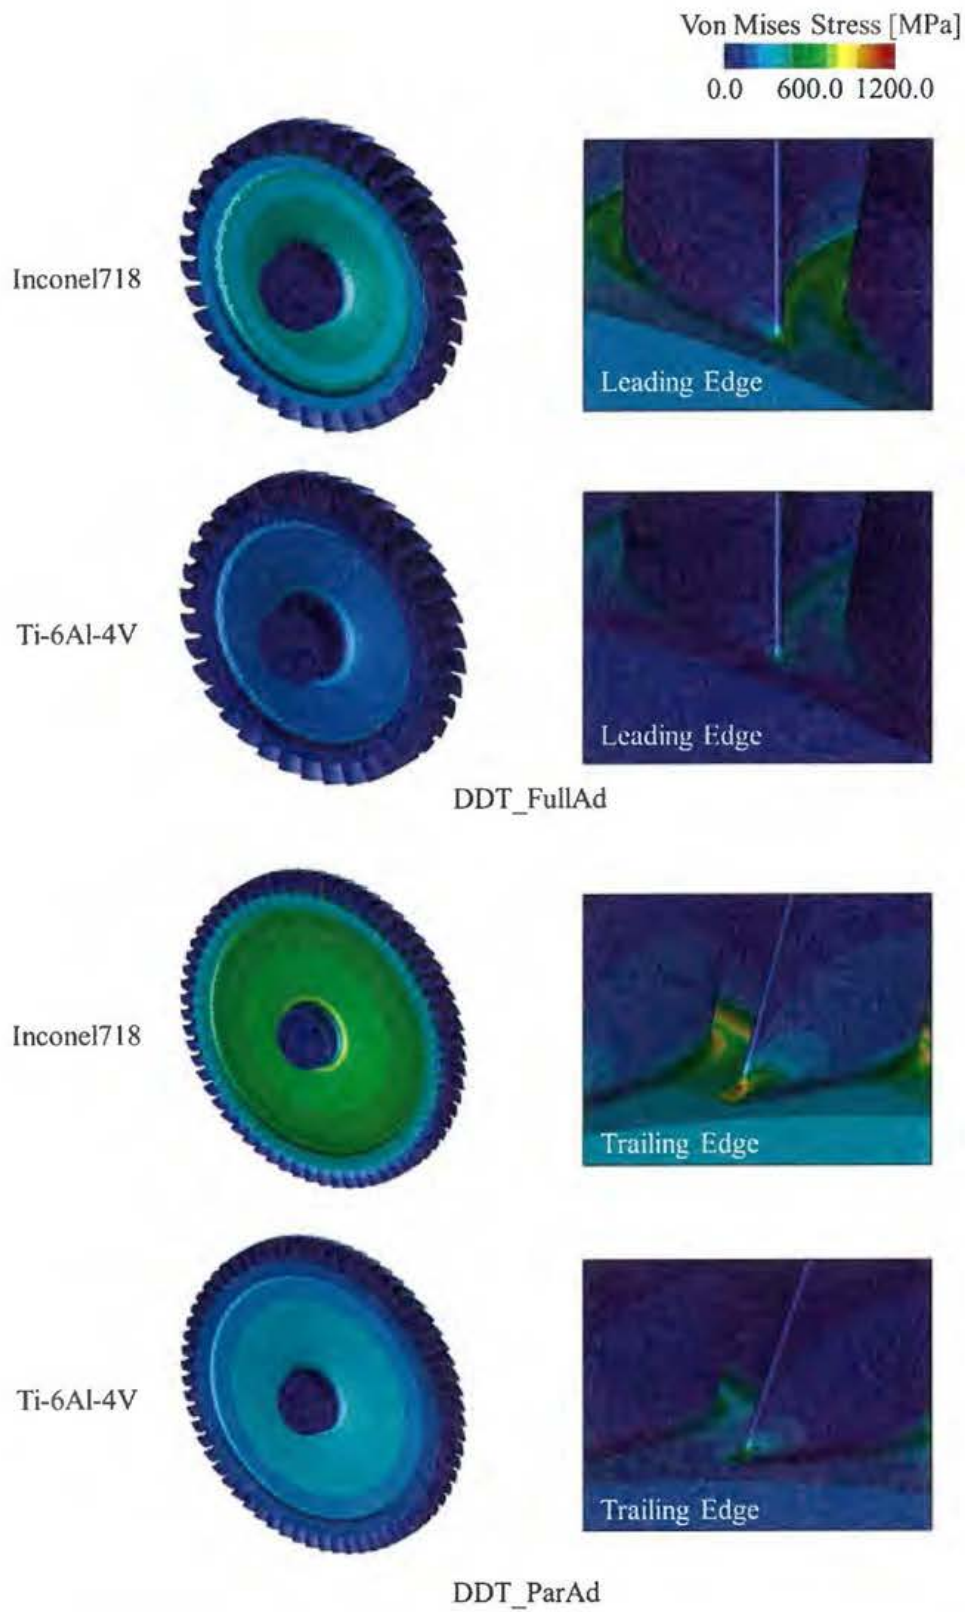 Von Mises Stress [MPa]
0.0 600.0 1200.0
Inconel718
Leading Edge
Ti-6Al-4V
Leading Edge
DDT_FullAd
Inconel718
Trailing Edge
Ti-6Al-4V
Trailing Edge
DDT_ParAd